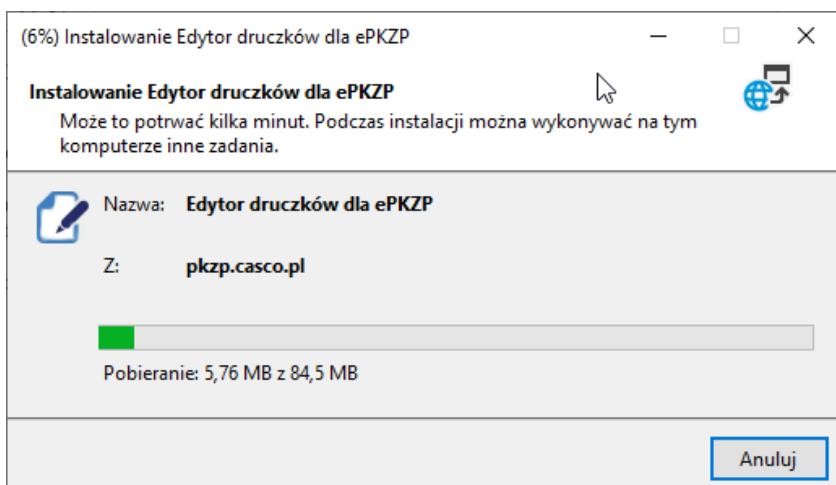 (6%) Instalowanie Edytor druczków dla ePKZP
Instalowanie Edytor druczków dla ePKZP
Może to potrwać kilka minut. Podczas instalacji można wykonywać na tym
komputerze inne zadania.
Nazwa: Edytor druczków dla ePKZP
Z: pkzp.casco.pl
Pobieranie: 5,76 MB z 84,5 MB
Anuluj